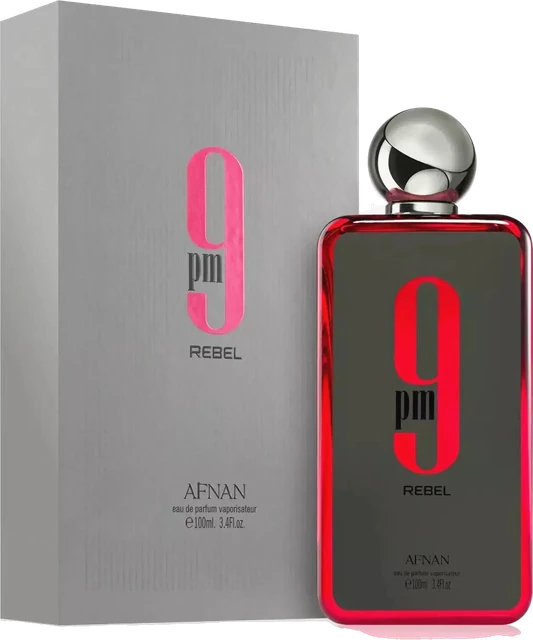 9
pm
REBEL
AFNAN
eau de parfum vaporisateur
℮100ml. 3.4Fl.oz.
9
pm
REBEL
AFNAN
eau de parfum vaporisateur
℮100ml 3.4Fl.oz